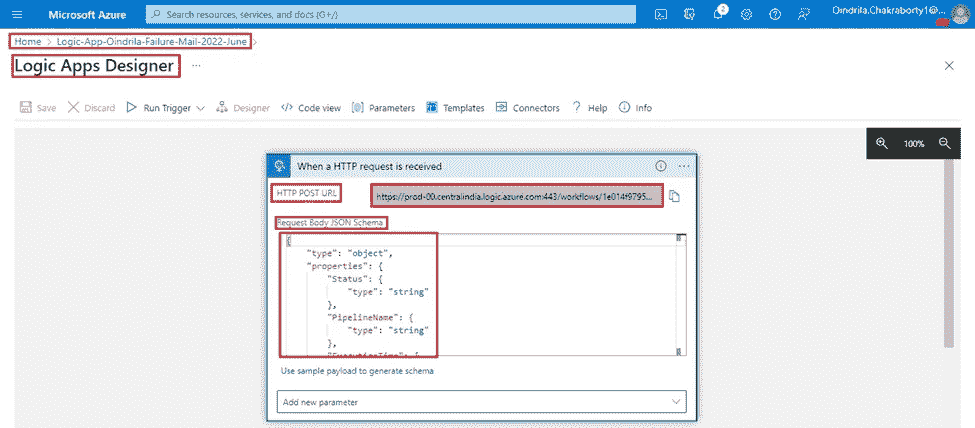 Microsoft Azure
Search resources, services, and docs (G+/)
2
Oindrila.Chakraborty1@...
Home > Logic-App-Oindrila-Failure-Mail-2022-June >
Logic Apps Designer ...
Save Discard Run Trigger Designer Code view Parameters Templates Connectors Help Info
100%
When a HTTP request is received
HTTP POST URL
https://prod-00.centralindia.logic.azure.com:443/workflows/1e014f9795...
Request Body JSON Schema
{
"type": "object",
"properties": {
"Status": {
"type": "string"
},
"PipelineName": {
"type": "string"
},
"ExecutionTime": {
Use sample payload to generate schema
Add new parameter